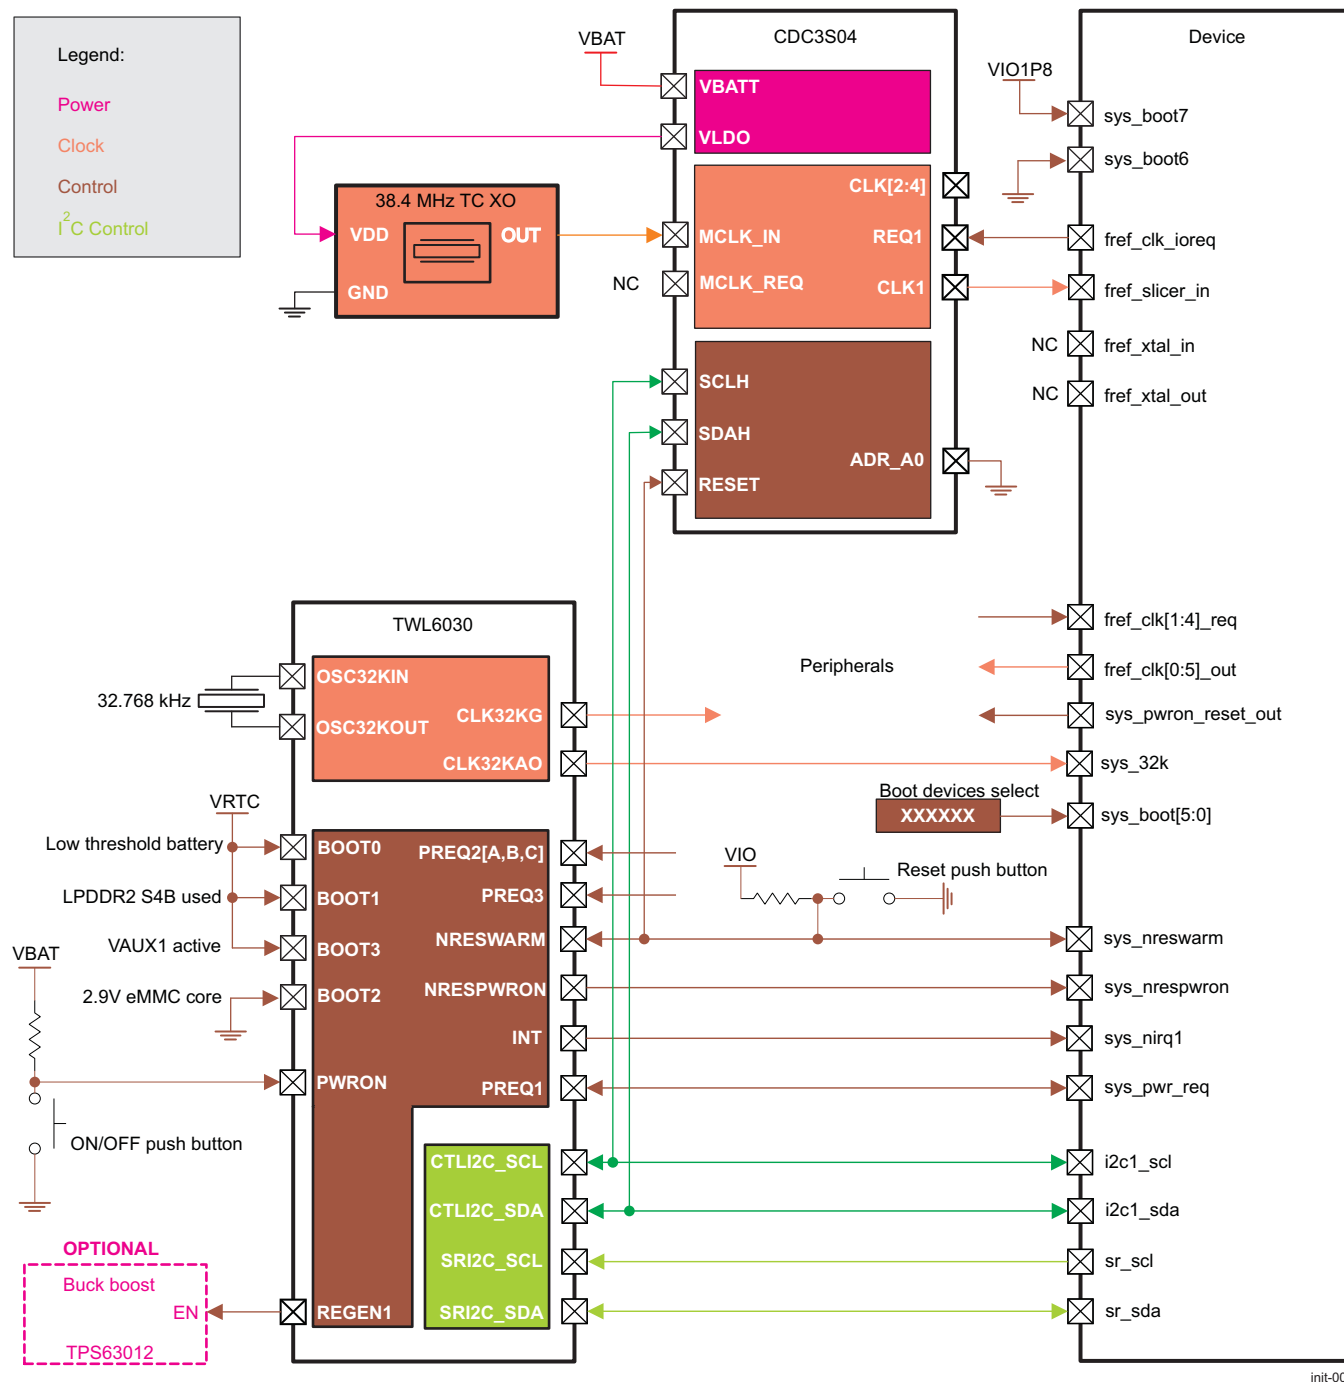 Legend:
Power
Clock
Control
I2C Control
VBAT
CDC3S04
VBATT
VLDO
38.4 MHz TC XO
VDD
OUT
GND
NC
MCLK_IN
MCLK_REQ
CLK[2:4]
REQ1
CLK1
SCLH
SDAH
RESET
ADR_A0
Device
VIO1P8
sys_boot7
sys_boot6
fref_clk_ioreq
fref_slicer_in
NC
fref_xtal_in
NC
fref_xtal_out
TWL6030
32.768 kHz
OSC32KIN
OSC32KOUT
CLK32KG
CLK32KAO
Peripherals
fref_clk[1:4]_req
fref_clk[0:5]_out
sys_pwron_reset_out
sys_32k
Boot devices select
XXXXXX
sys_boot[5:0]
VRTC
Low threshold battery
BOOT0
LPDDR2 S4B used
BOOT1
VAUX1 active
BOOT3
2.9V eMMC core
BOOT2
PREQ2[A,B,C]
PREQ3
NRESWARM
NRESPWRON
INT
PREQ1
VIO
Reset push button
sys_nreswarm
sys_nrespwron
sys_nirq1
sys_pwr_req
VBAT
PWRON
ON/OFF push button
CTLI2C_SCL
CTLI2C_SDA
SRI2C_SCL
SRI2C_SDA
i2c1_scl
i2c1_sda
sr_scl
sr_sda
OPTIONAL
Buck boost
EN
TPS63012
REGEN1
init-00